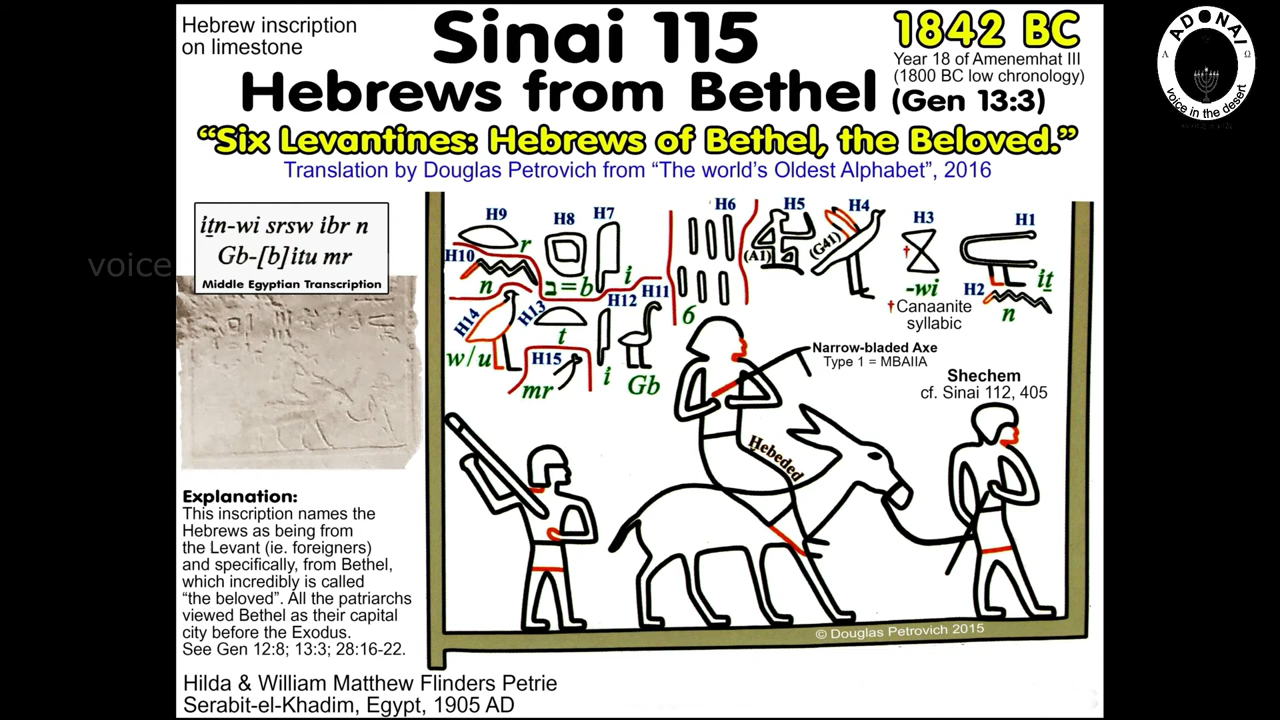 Hebrew inscription
on limestone
Sinai 115
Hebrews from Bethel
1842 BC
Year 18 of Amenemhat III
(1800 BC low chronology)
(Gen 13:3)
“Six Levantines: Hebrews of Bethel, the Beloved.”
Translation by Douglas Petrovich from “The world’s Oldest Alphabet”, 2016
ADONAI
Α Ω
voice in the desert
iṯn-wi srsw ibr n
Gb-[b]itu mr
Middle Egyptian Transcription
voice
H9
H8
H7
H6
H5
H4
H3
H1
r
(A1)
(G41)
H10
n
ב=b
i
†
-wi
H2
iṯ
n
†Canaanite
syllabic
H14
H13
H12
H11
6
t
w/u
H15
mr
i
Gb
Narrow-bladed Axe
Type 1 = MBAIIA
Shechem
cf. Sinai 112, 405
Hebeded
Explanation:
This inscription names the
Hebrews as being from
the Levant (ie. foreigners)
and specifically, from Bethel,
which incredibly is called
“the beloved”. All the patriarchs
viewed Bethel as their capital
city before the Exodus.
See Gen 12:8; 13:3; 28:16-22.
© Douglas Petrovich 2015
Hilda & William Matthew Flinders Petrie
Serabit-el-Khadim, Egypt, 1905 AD